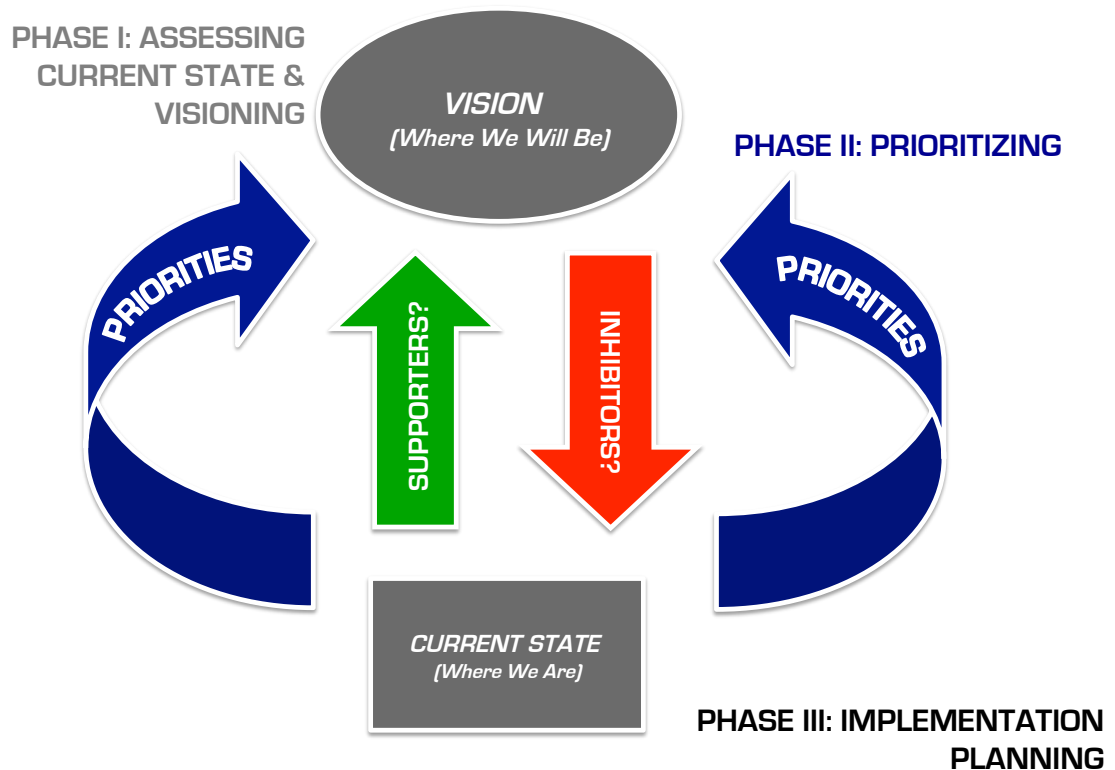 PHASE I: ASSESSING
CURRENT STATE &
VISIONING
VISION
(Where We Will Be)
PHASE II: PRIORITIZING
PRIORITIES
PRIORITIES
SUPPORTERS?
INHIBITORS?
CURRENT STATE
(Where We Are)
PHASE III: IMPLEMENTATION
PLANNING